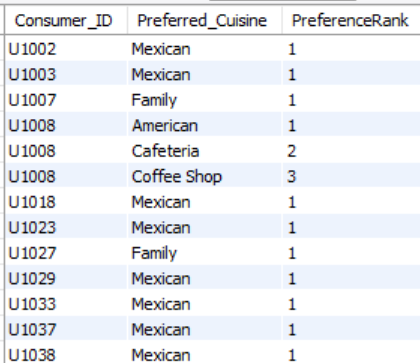 Consumer_ID Preferred_Cuisine PreferenceRank
U1002 Mexican 1
U1003 Mexican 1
U1007 Family 1
U1008 American 1
U1008 Cafeteria 2
U1008 Coffee Shop 3
U1018 Mexican 1
U1023 Mexican 1
U1027 Family 1
U1029 Mexican 1
U1033 Mexican 1
U1037 Mexican 1
U1038 Mexican 1